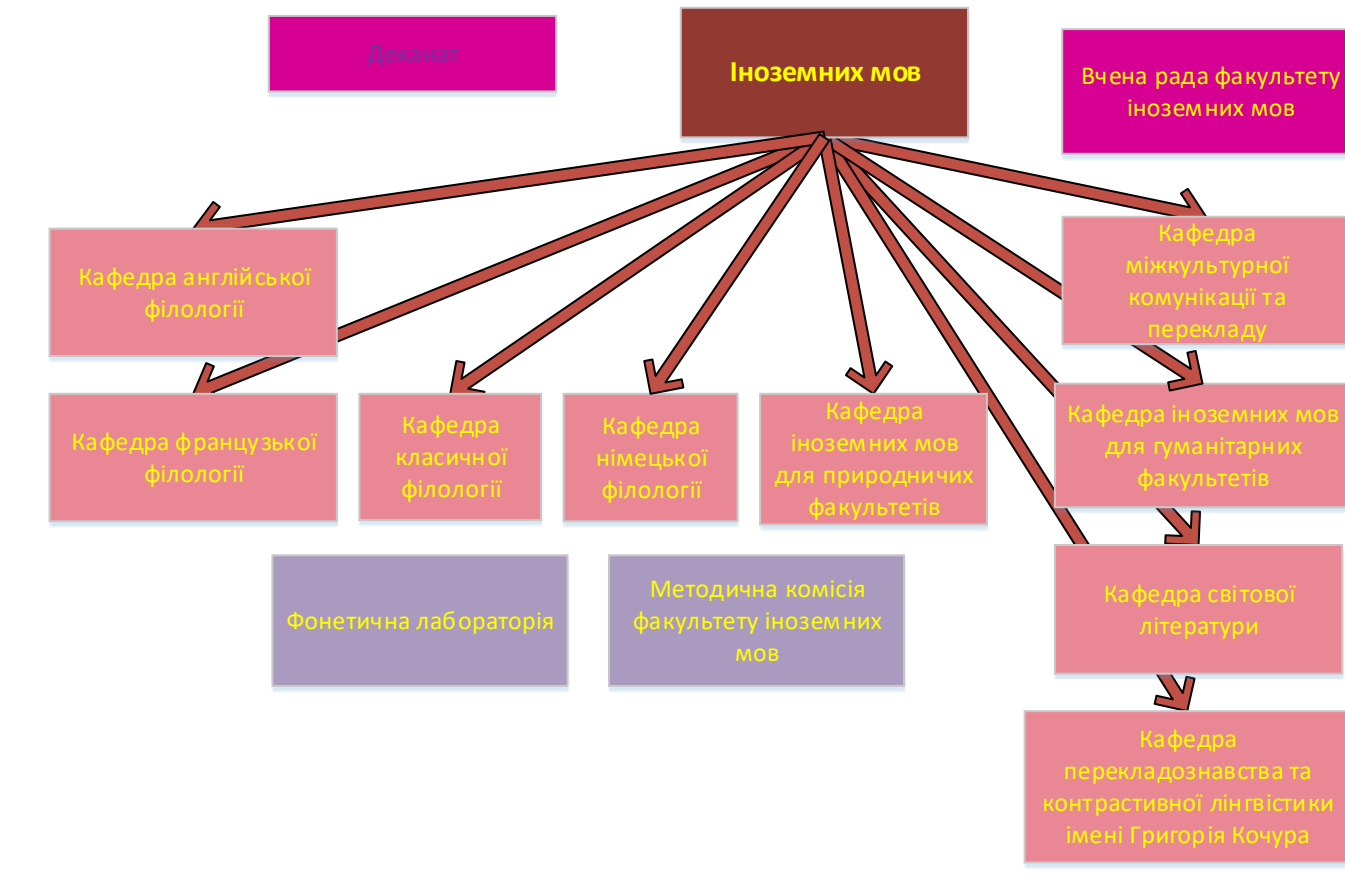 Деканат
Іноземних мов
Вчена рада факультету
іноземних мов
Кафедра англійської
філології
Кафедра
міжкультурної
комунікації та
перекладу
Кафедра французької
філології
Кафедра
класичної
філології
Кафедра
німецької
філології
Кафедра
іноземних мов
для природничих
факультетів
Кафедра іноземних мов
для гуманітарних
факультетів
Фонетична лабораторія
Методична комісія
факультету іноземних
мов
Кафедра світової
літератури
Кафедра
перекладознавства та
контрастивної лінгвістики
імені Григорія Кочура